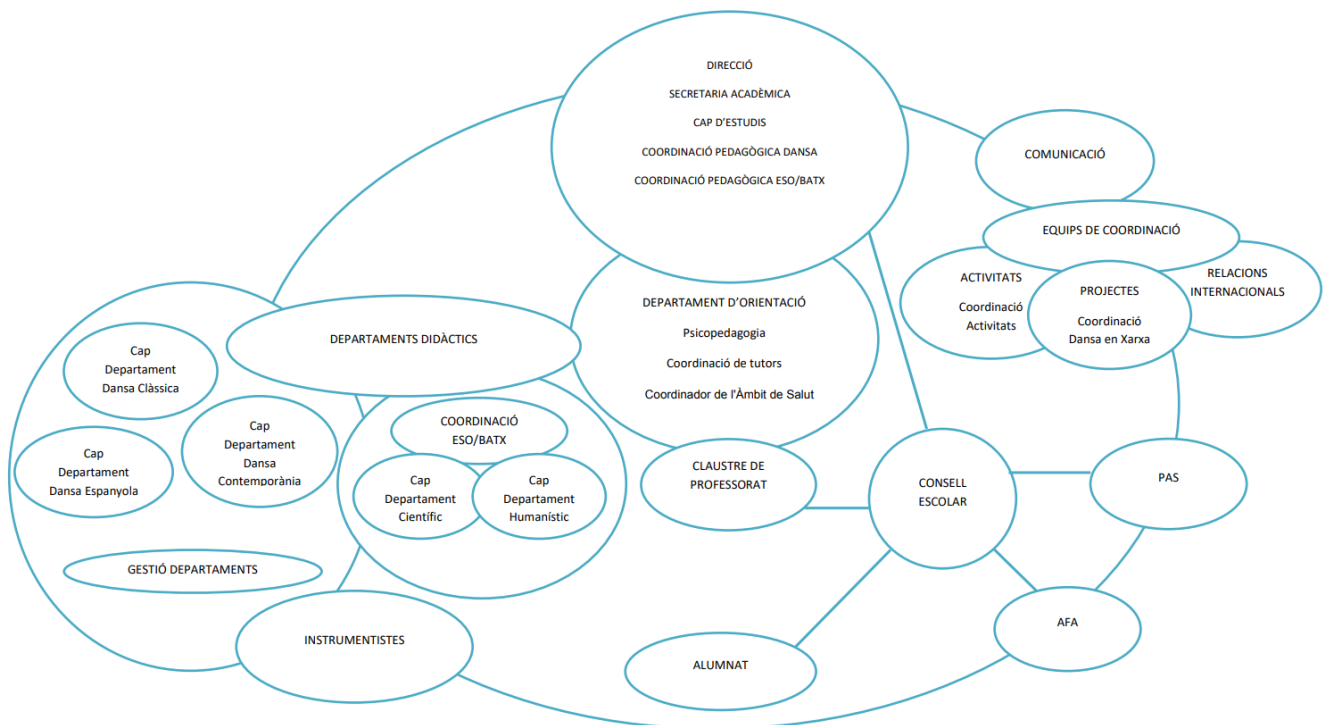 DIRECCIÓ
SECRETARIA ACADÈMICA
CAP D'ESTUDIS
COORDINACIÓ PEDAGÒGICA DANSA
COORDINACIÓ PEDAGÒGICA ESO/BATX
COMUNICACIÓ
EQUIPS DE COORDINACIÓ
ACTIVITATS
Coordinació
Activitats
PROJECTES
Coordinació
Dansa en Xarxa
RELACIONS
INTERNACIONALS
DEPARTAMENT D'ORIENTACIÓ
Psicopedagogia
Coordinació de tutors
Coordinador de l'Àmbit de Salut
DEPARTAMENTS DIDÀCTICS
Cap
Departament
Dansa Clàssica
Cap
Departament
Dansa Espanyola
Cap
Departament
Dansa
Contemporània
COORDINACIÓ
ESO/BATX
Cap
Departament
Científic
Cap
Departament
Humanístic
CLAUSTRE DE
PROFESSORAT
CONSELL
ESCOLAR
PAS
GESTIÓ DEPARTAMENTS
INSTRUMENTISTES
ALUMNAT
AFA